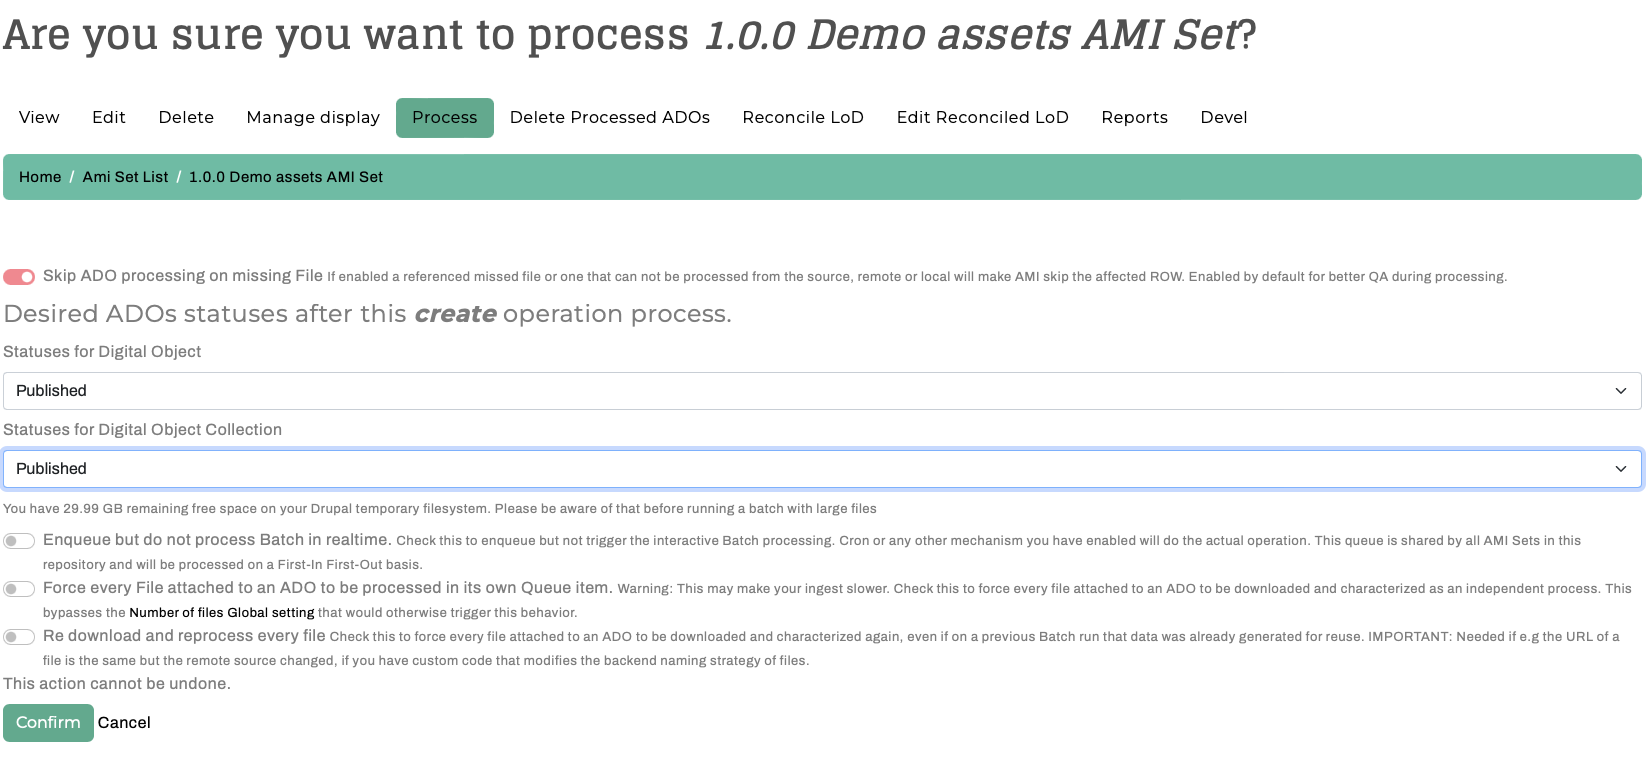 Are you sure you want to process 1.0.0 Demo assets AMI Set?
View Edit Delete Manage display Process Delete Processed ADOs Reconcile LoD Edit Reconciled LoD Reports Devel
Home / Ami Set List / 1.0.0 Demo assets AMI Set
Skip ADO processing on missing File If enabled a referenced missed file or one that can not be processed from the source, remote or local will make AMI skip the affected ROW. Enabled by default for better QA during processing.
Desired ADOs statuses after this create operation process.
Statuses for Digital Object
Published
Statuses for Digital Object Collection
Published
You have 29.99 GB remaining free space on your Drupal temporary filesystem. Please be aware of that before running a batch with large files
Enqueue but do not process Batch in realtime. Check this to enqueue but not trigger the interactive Batch processing. Cron or any other mechanism you have enabled will do the actual operation. This queue is shared by all AMI Sets in this
repository and will be processed on a First-In First-Out basis.
Force every File attached to an ADO to be processed in its own Queue item. Warning: This may make your ingest slower. Check this to force every file attached to an ADO to be downloaded and characterized as an independent process. This
bypasses the Number of files Global setting that would otherwise trigger this behavior.
Re download and reprocess every file Check this to force every file attached to an ADO to be downloaded and characterized again, even if on a previous Batch run that data was already generated for reuse. IMPORTANT: Needed if e.g the URL of a
file is the same but the remote source changed, if you have custom code that modifies the backend naming strategy of files.
This action cannot be undone.
Confirm Cancel